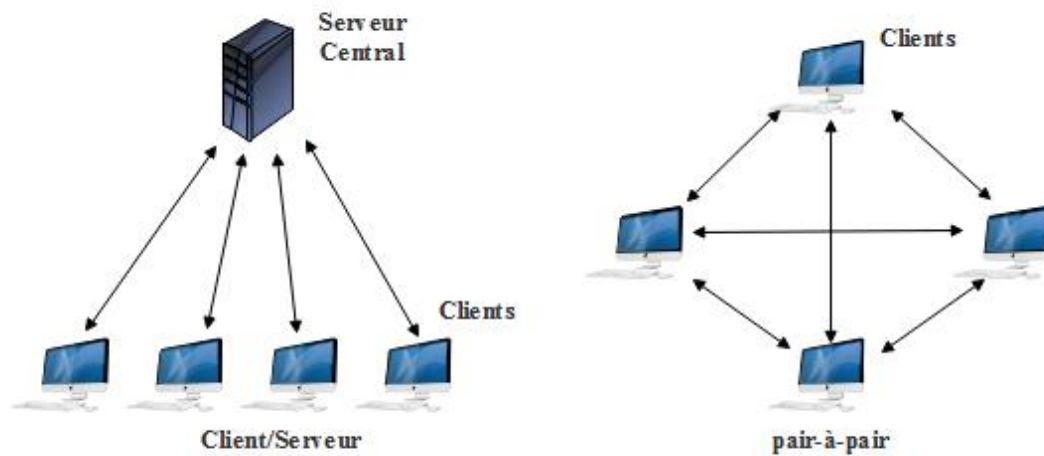 Serveur
Central
Clients
Client/Serveur
Clients
pair-à-pair